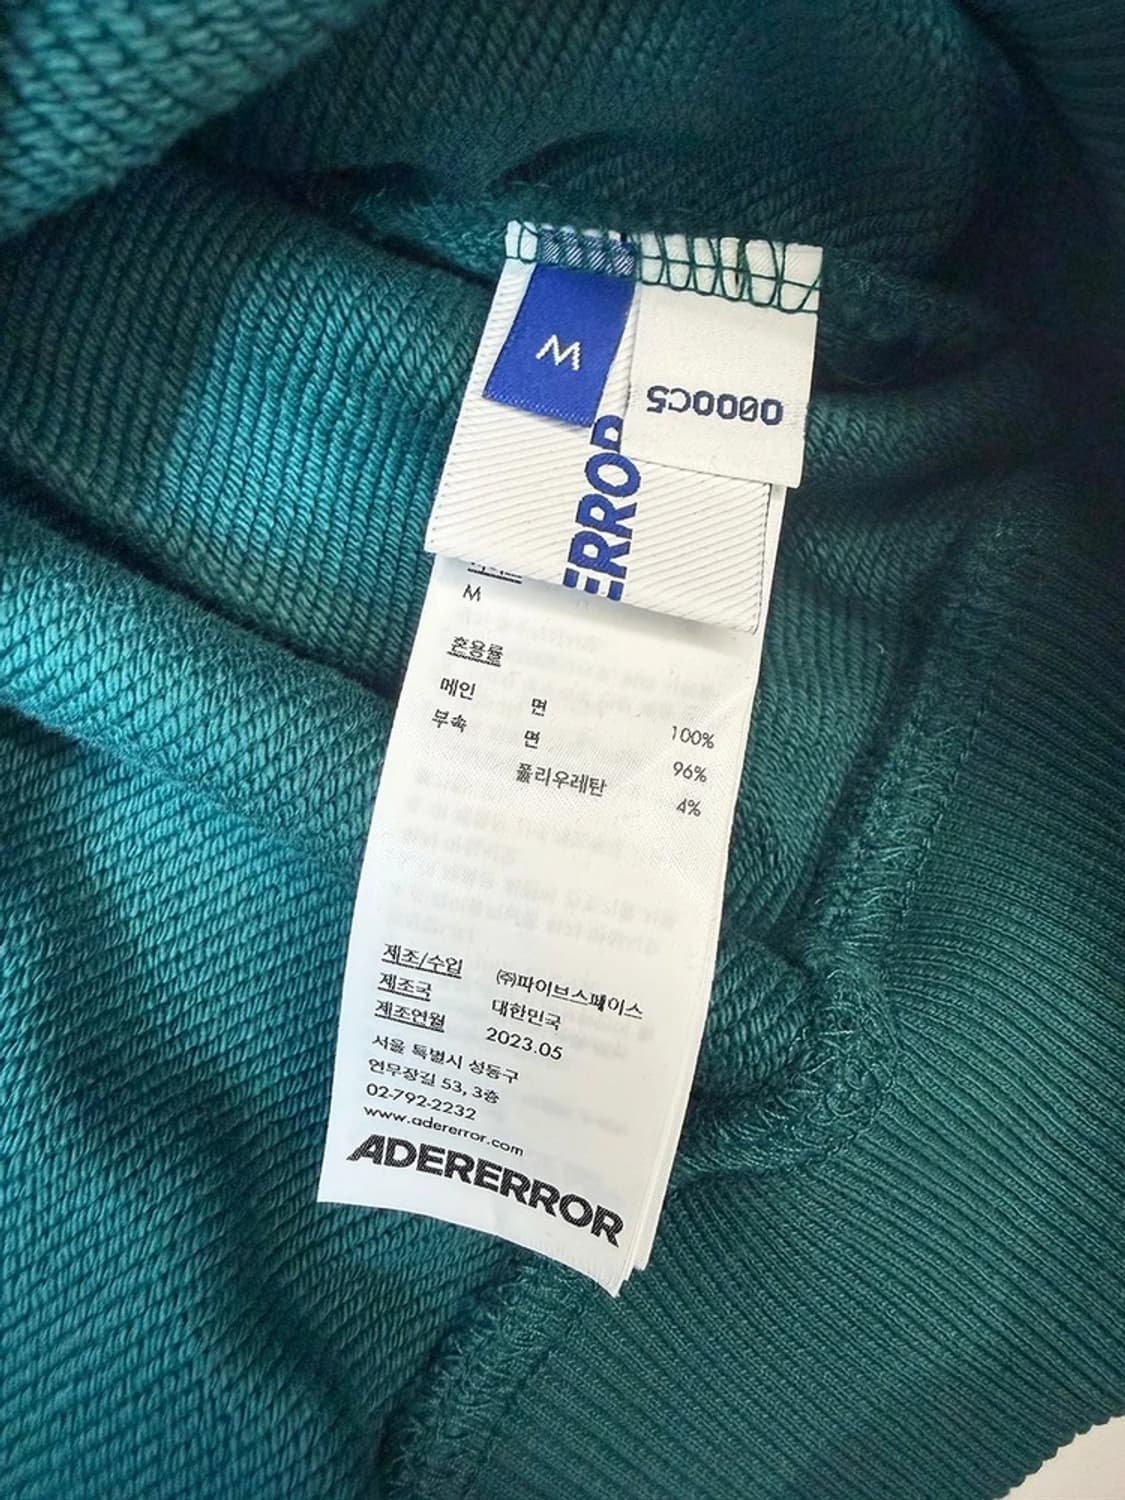 M
0000C5
ERROR
사이즈
M
혼용률
메인 면 100%
부속 면 96%
폴리우레탄 4%
제조/수입 ㈜파이브스페이스
제조국 대한민국
제조연월 2023.05
서울 특별시 성동구
연무장길 53, 3층
02-792-2232
www.adererror.com
ADERERROR